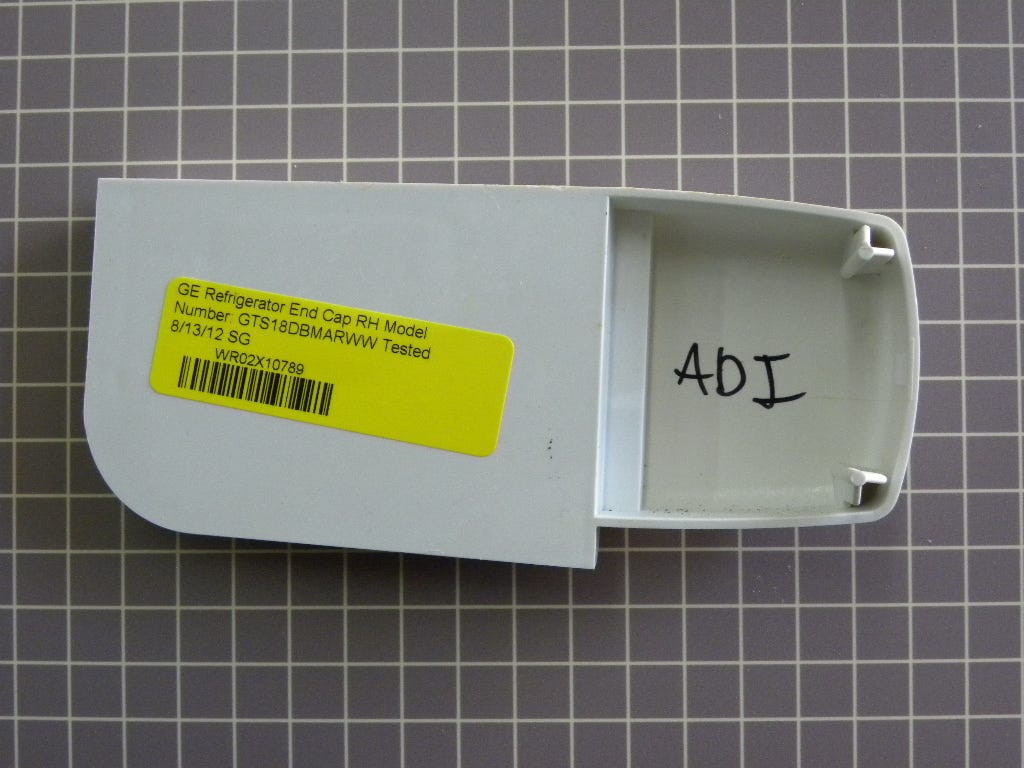 GE Refrigerator End Cap RH Model
Number: GTS18DBMARWW Tested
8/13/12 SG
WR02X10789
ADI